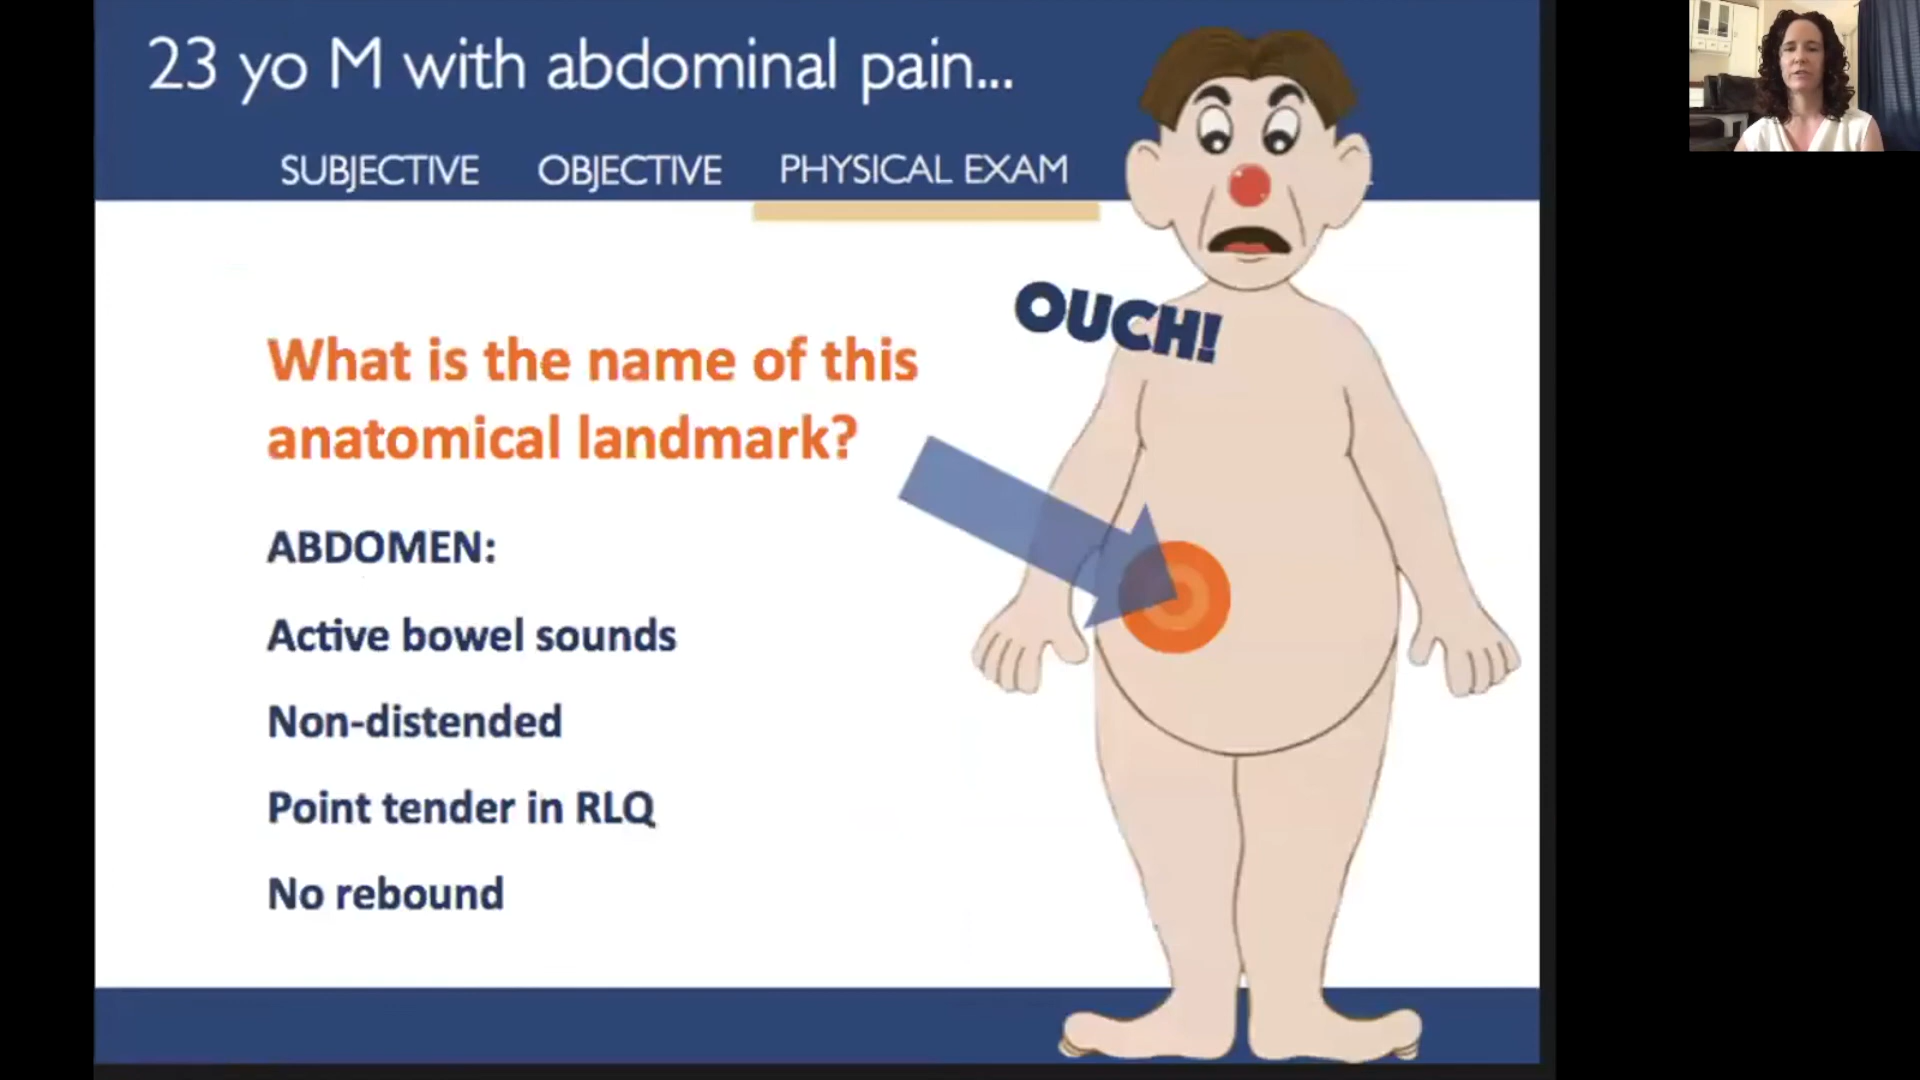 23 yo M with abdominal pain...
SUBJECTIVE OBJECTIVE PHYSICAL EXAM
OUCH!
What is the name of this
anatomical landmark?
ABDOMEN:
Active bowel sounds
Non-distended
Point tender in RLQ
No rebound